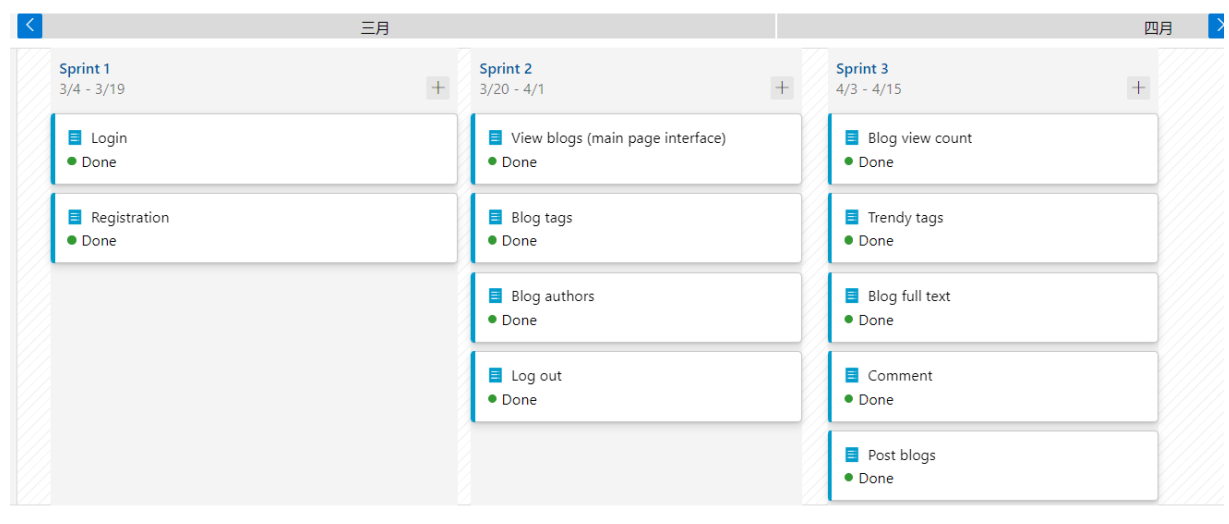 三月
四月
Sprint 1
3/4 - 3/19
Login
Done
Registration
Done
Sprint 2
3/20 - 4/1
View blogs (main page interface)
Done
Blog tags
Done
Blog authors
Done
Log out
Done
Sprint 3
4/3 - 4/15
Blog view count
Done
Trendy tags
Done
Blog full text
Done
Comment
Done
Post blogs
Done